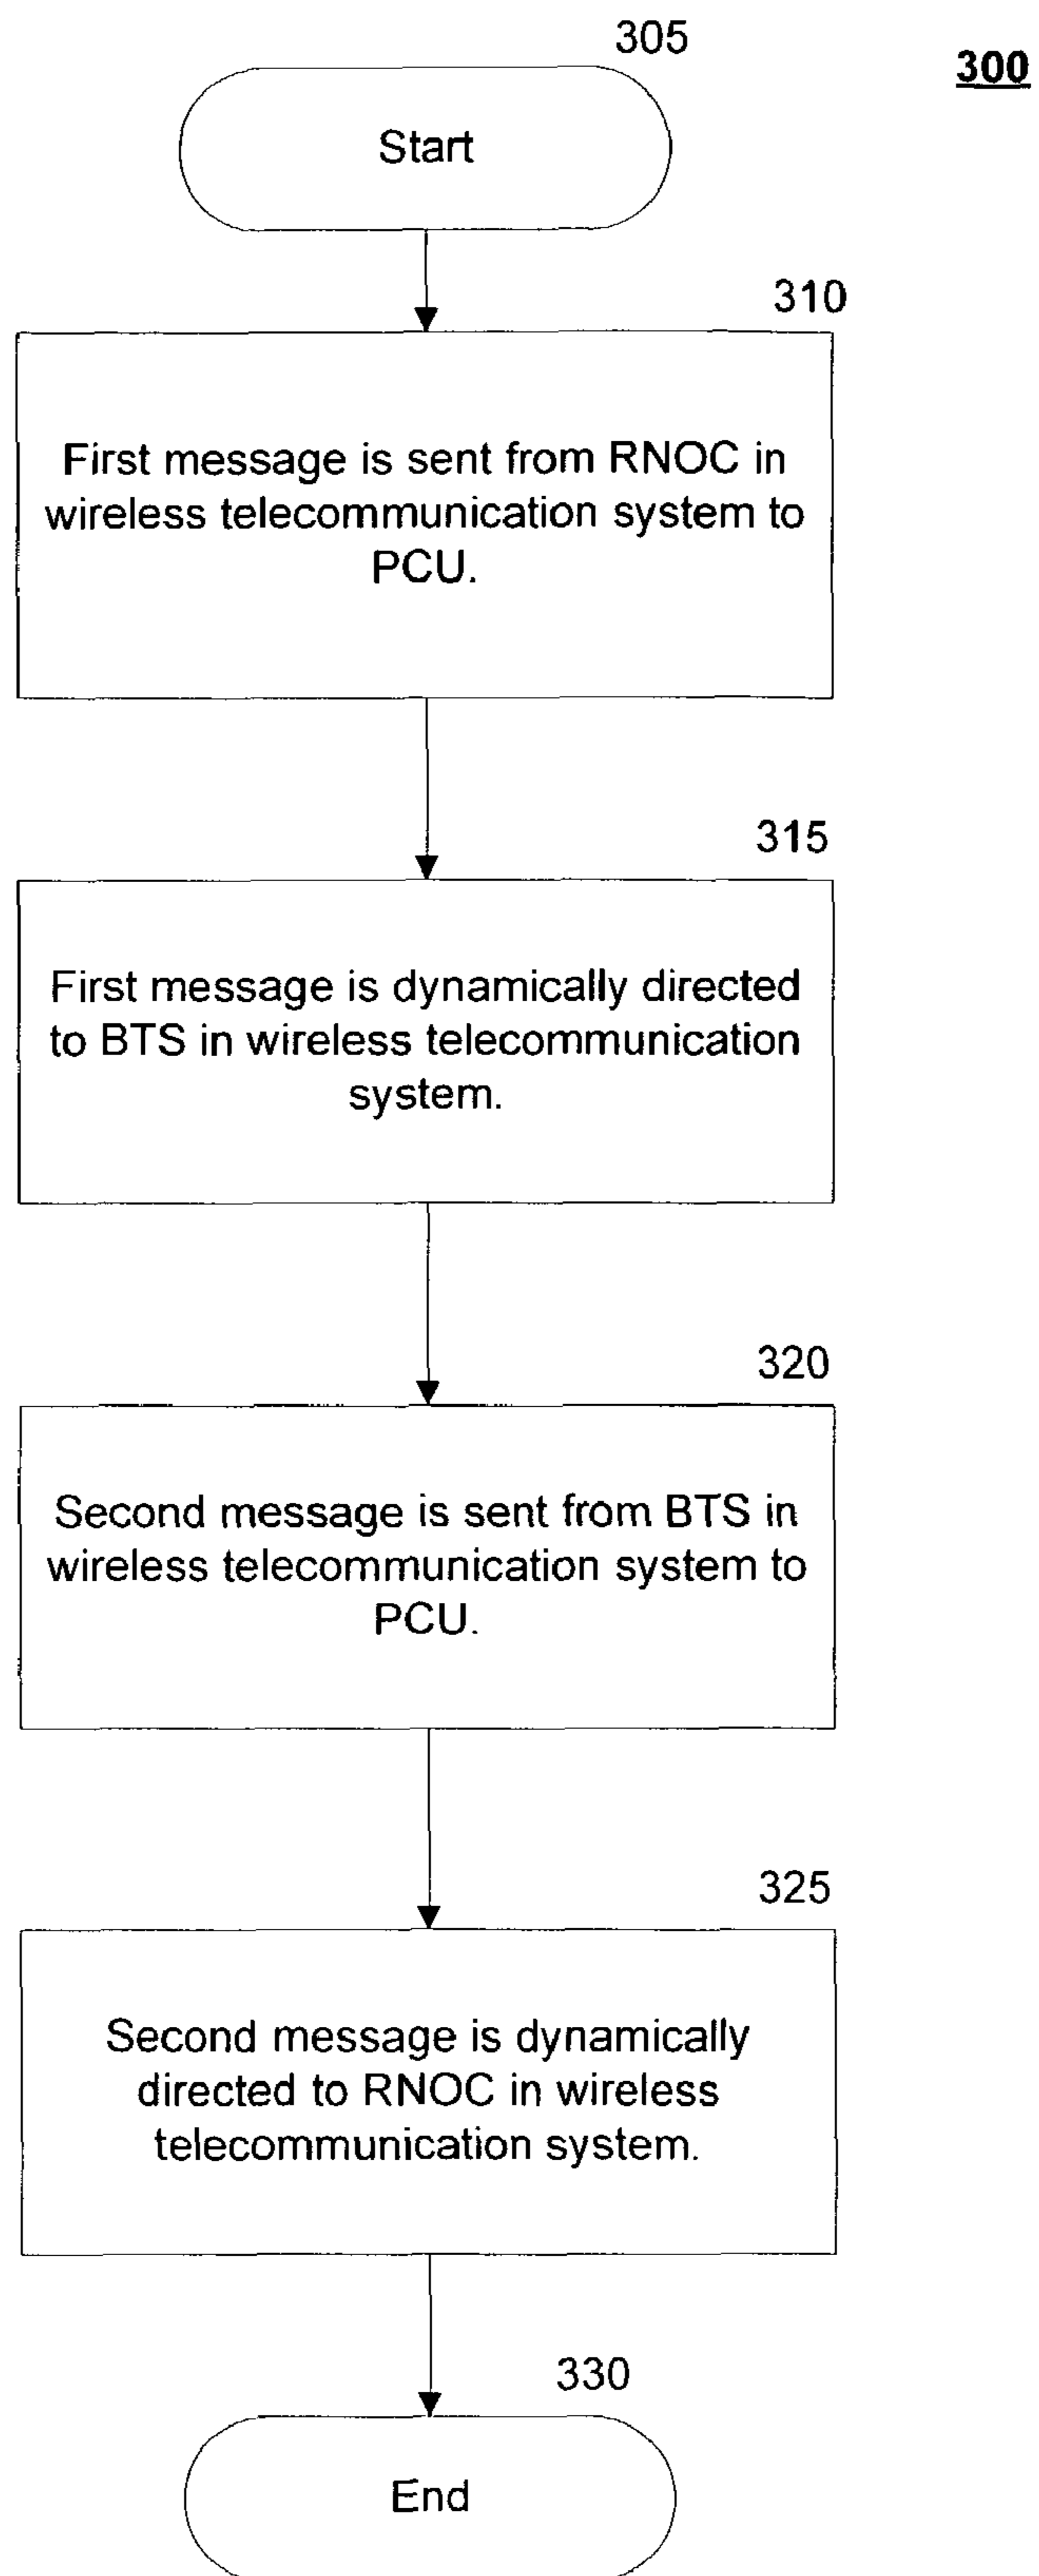 305
300
Start
310
First message is sent from RNOC in
wireless telecommunication system to
PCU.
315
First message is dynamically directed
to BTS in wireless telecommunication
system.
320
Second message is sent from BTS in
wireless telecommunication system to
PCU.
325
Second message is dynamically
directed to RNOC in wireless
telecommunication system.
330
End